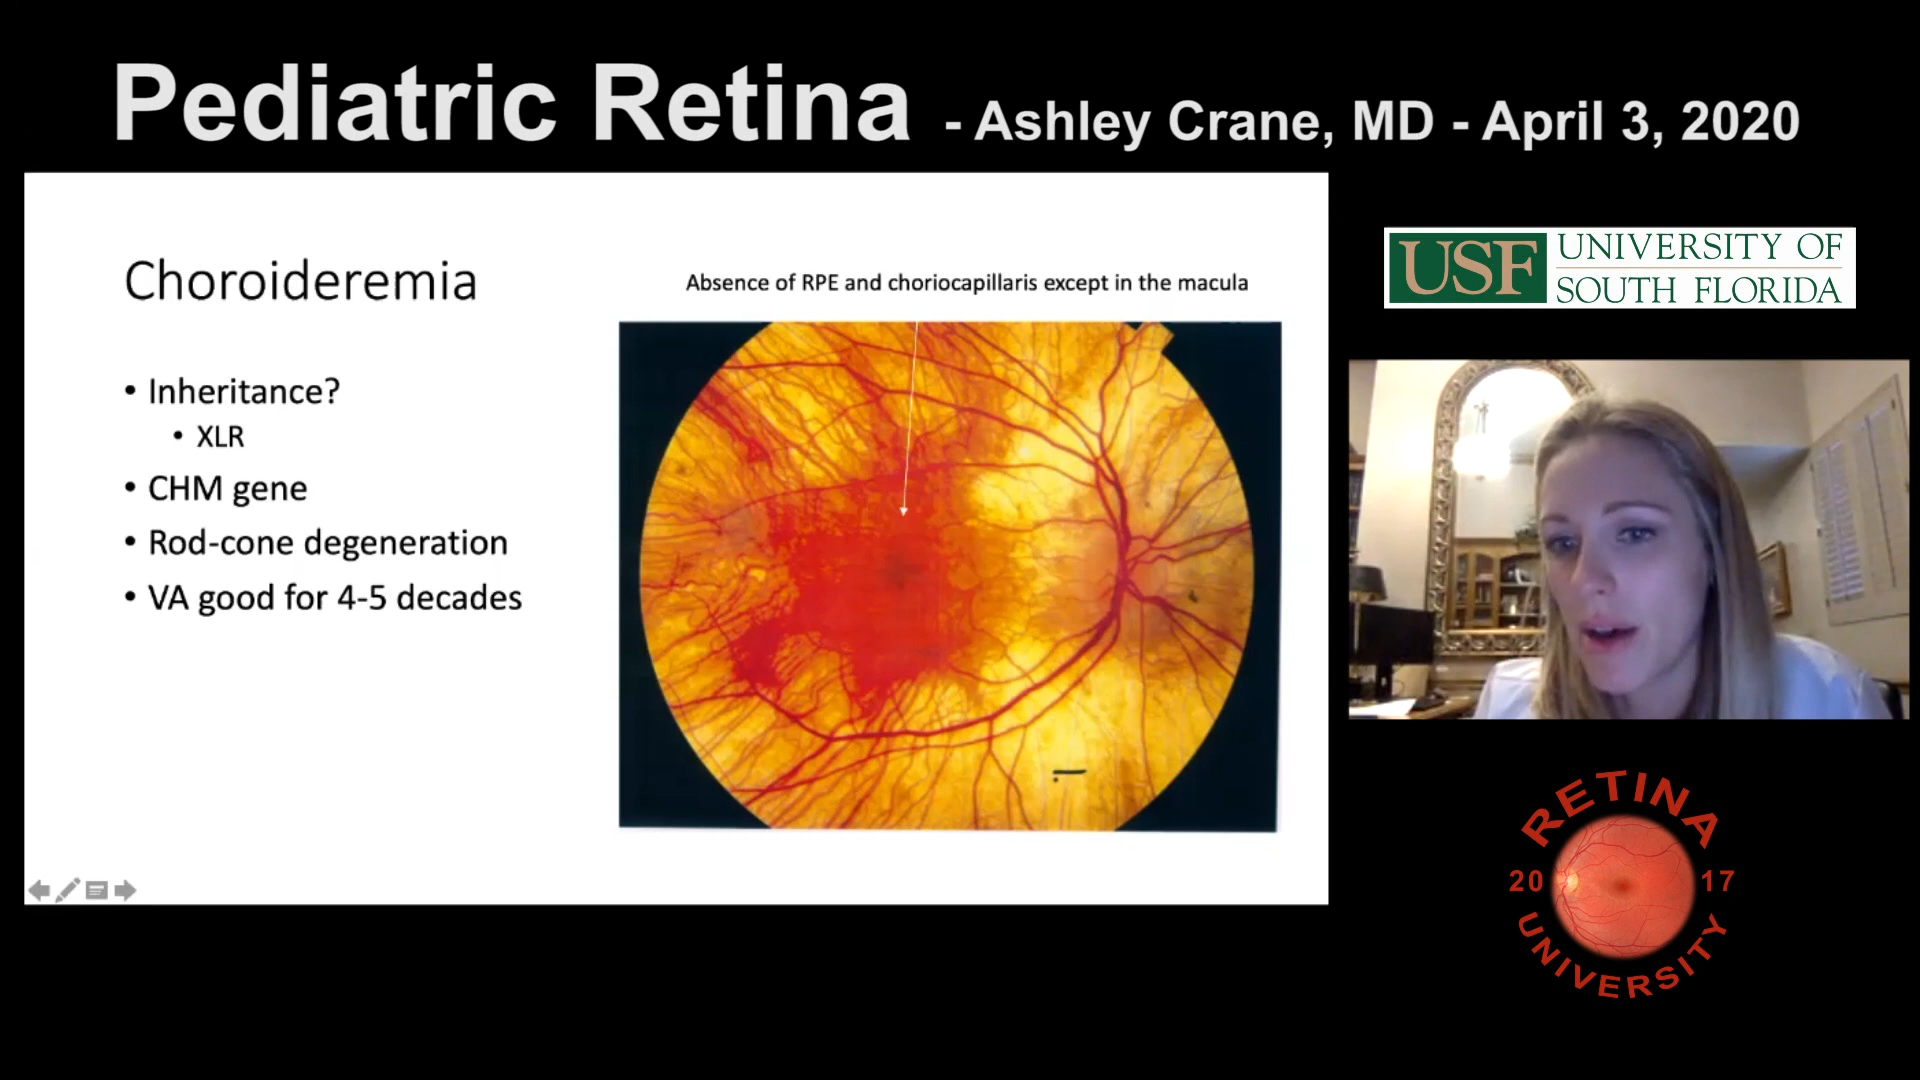 Pediatric Retina - Ashley Crane, MD - April 3, 2020
Choroideremia
Absence of RPE and choriocapillaris except in the macula
• Inheritance?
• XLR
• CHM gene
• Rod-cone degeneration
• VA good for 4-5 decades
USF UNIVERSITY OF
SOUTH FLORIDA
RETINA
20 17
UNIVERSITY